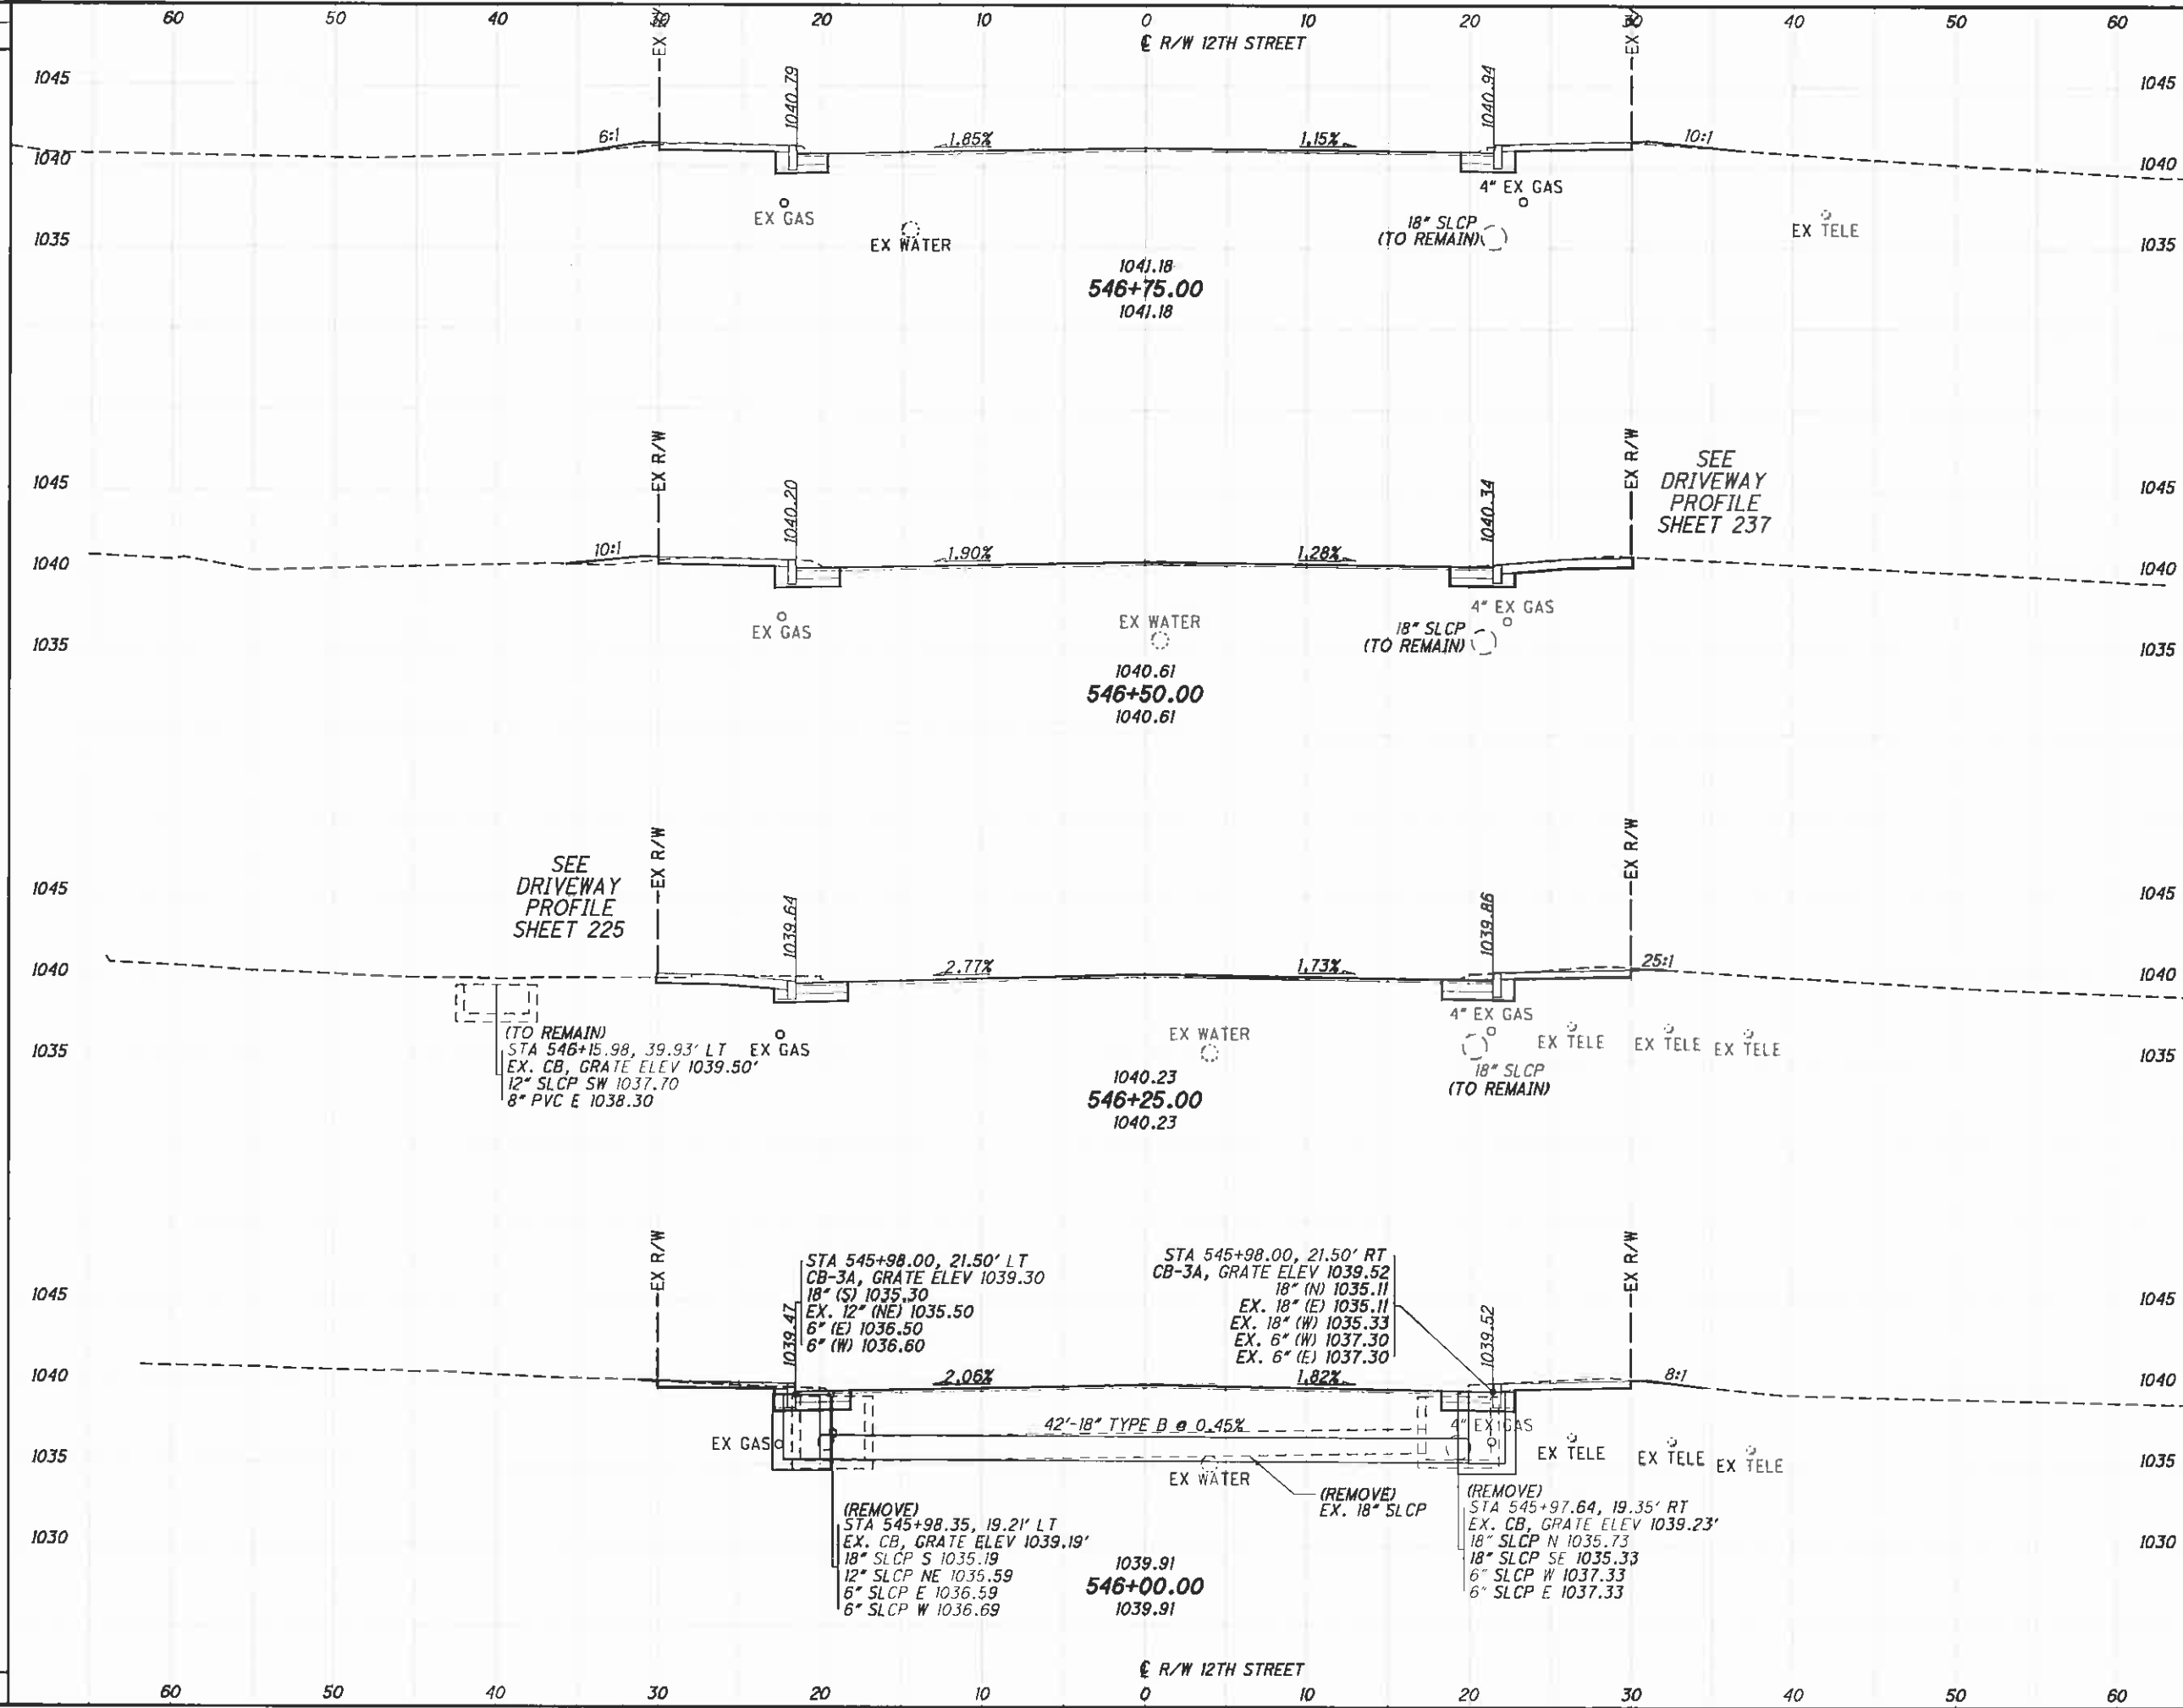 60 50 40 30 20 10 0 10 20 30 40 50 60
℄ R/W 12TH STREET
EX R/W
EX R/W
1045 1045
1040.79
1040.94
6:1 1.85% 1.15% 10:1
1040 1040
4" EX GAS
EX GAS
EX WATER
18" SLCP
(TO REMAIN)
EX TELE
1035 1035
1041.18
546+75.00
1041.18
EX R/W
EX R/W
SEE
DRIVEWAY
PROFILE
SHEET 237
1045 1045
1040.20
1040.34
10:1 1.90% 1.28%
1040 1040
4" EX GAS
EX GAS
EX WATER
18" SLCP
(TO REMAIN)
1035 1035
1040.61
546+50.00
1040.61
EX R/W
EX R/W
SEE
DRIVEWAY
PROFILE
SHEET 225
1045 1045
1039.64
1039.86
2.77% 1.73% 25:1
1040 1040
(TO REMAIN)
STA 546+15.98, 39.93' LT
EX. CB, GRATE ELEV 1039.50'
12" SLCP SW 1037.70
8" PVC E 1038.30
EX GAS
EX WATER
4" EX GAS
18" SLCP
(TO REMAIN)
EX TELE EX TELE EX TELE
1035 1035
1040.23
546+25.00
1040.23
EX R/W
EX R/W
STA 545+98.00, 21.50' LT
CB-3A, GRATE ELEV 1039.30
18" (S) 1035.30
EX. 12" (NE) 1035.50
6" (E) 1036.50
6" (W) 1036.60
STA 545+98.00, 21.50' RT
CB-3A, GRATE ELEV 1039.52
18" (N) 1035.11
EX. 18" (E) 1035.11
EX. 18" (W) 1035.33
EX. 6" (W) 1037.30
EX. 6" (E) 1037.30
1045 1045
1039.47
1039.52
2.06% 1.82% 8:1
1040 1040
42'-18" TYPE B @ 0.45%
4" EX GAS
EX GAS
EX WATER
EX TELE EX TELE EX TELE
1035 1035
(REMOVE)
EX. 18" SLCP
(REMOVE)
STA 545+98.35, 19.21' LT
EX. CB, GRATE ELEV 1039.19'
18" SLCP S 1035.19
12" SLCP NE 1035.59
6" SLCP E 1036.59
6" SLCP W 1036.69
(REMOVE)
STA 545+97.64, 19.35' RT
EX. CB, GRATE ELEV 1039.23'
18" SLCP N 1035.73
18" SLCP SE 1035.33
6" SLCP W 1037.33
6" SLCP E 1037.33
1030 1030
1039.91
546+00.00
1039.91
℄ R/W 12TH STREET
60 50 40 30 20 10 0 10 20 30 40 50 60